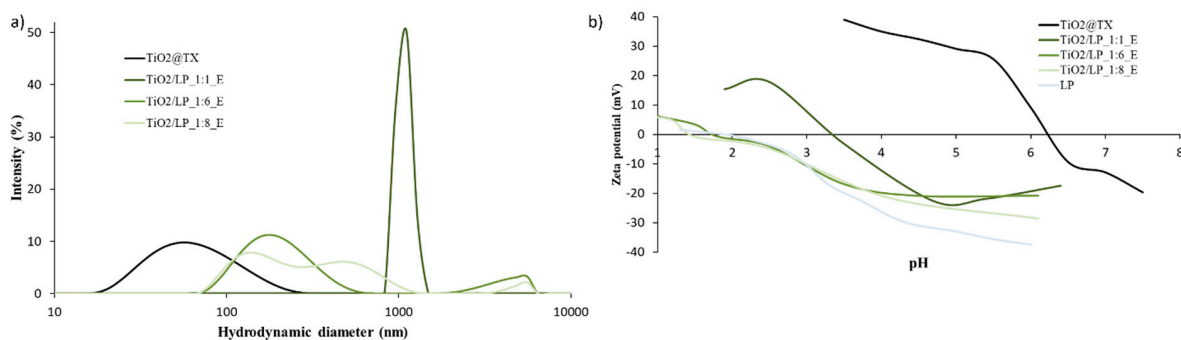 a)
50
40
30
20
10
0
Intensity (%)
10
100
1000
10000
Hydrodynamic diameter (nm)
TiO2@TX
TiO2/LP_1:1_E
TiO2/LP_1:6_E
TiO2/LP_1:8_E
b)
40
30
20
10
0
-10
-20
-30
-40
Zeta potential (mV)
1
2
3
4
5
6
7
8
pH
TiO2@TX
TiO2/LP_1:1_E
TiO2/LP_1:6_E
TiO2/LP_1:8_E
LP